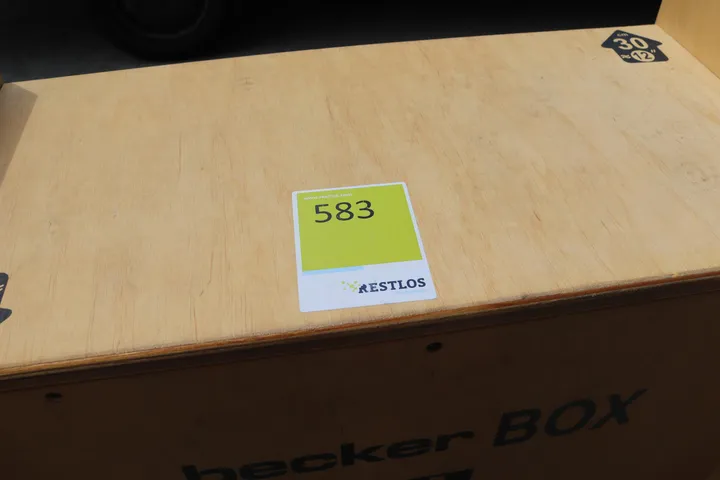 30
12"
583
RESTLOS
hecker BOX